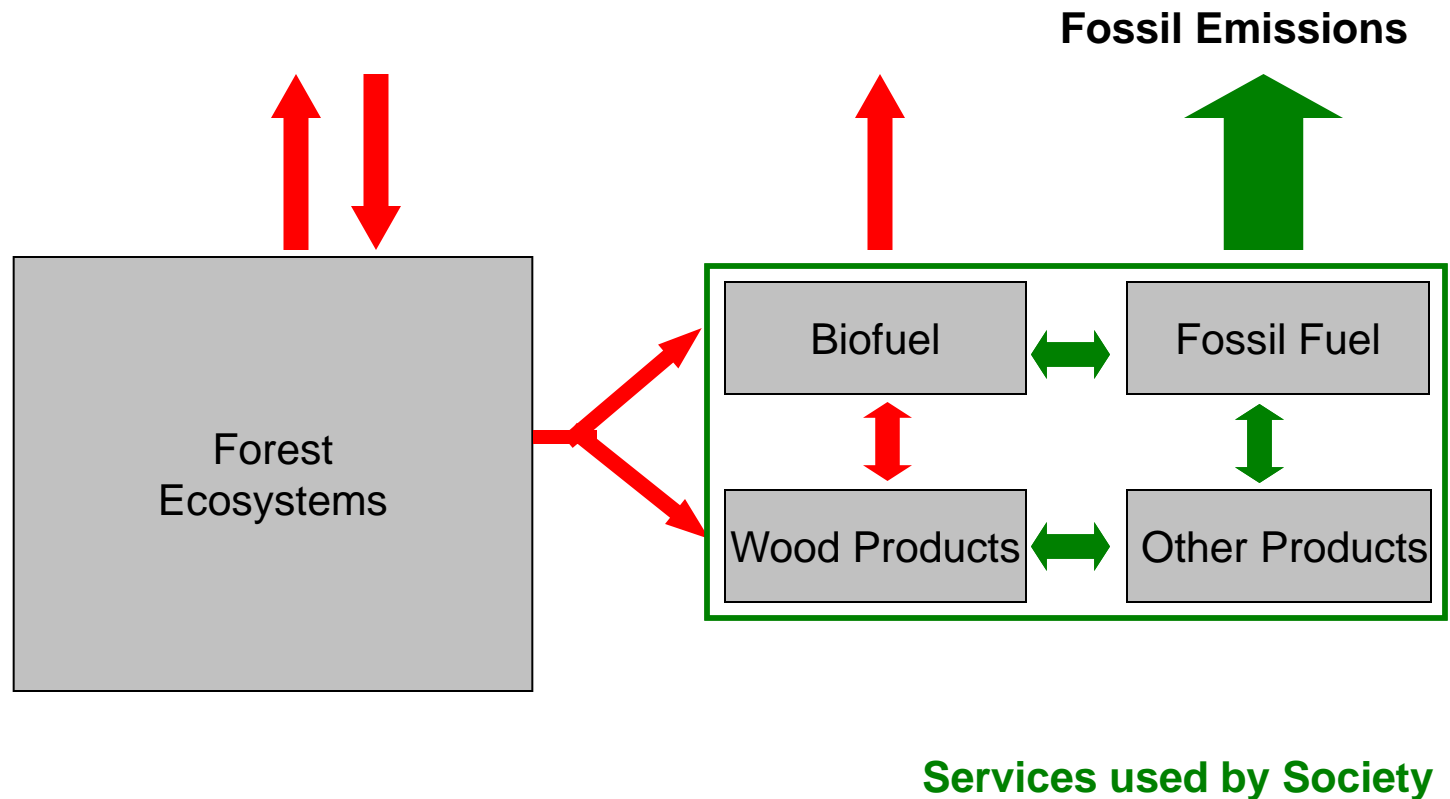 Fossil Emissions
Biofuel
Fossil Fuel
Forest
Ecosystems
Wood Products
Other Products
Services used by Society